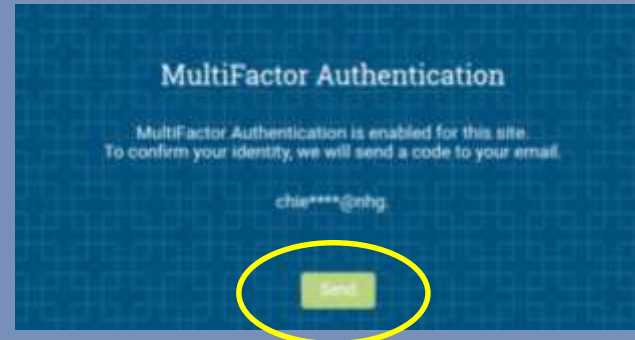 MultiFactor Authentication
MultiFactor Authentication is enabled for this site.
To confirm your identity, we will send a code to your email.
chie****@nhg.
Send